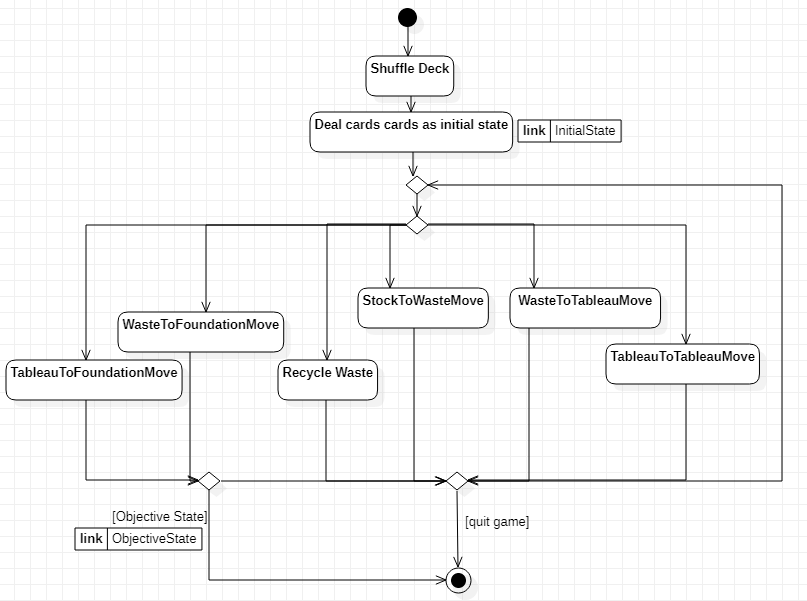 Shuffle Deck
Deal cards cards as initial state
link InitialState
StockToWasteMove
WasteToTableauMove
WasteToFoundationMove
TableauToTableauMove
TableauToFoundationMove
Recycle Waste
[Objective State]
[quit game]
link ObjectiveState